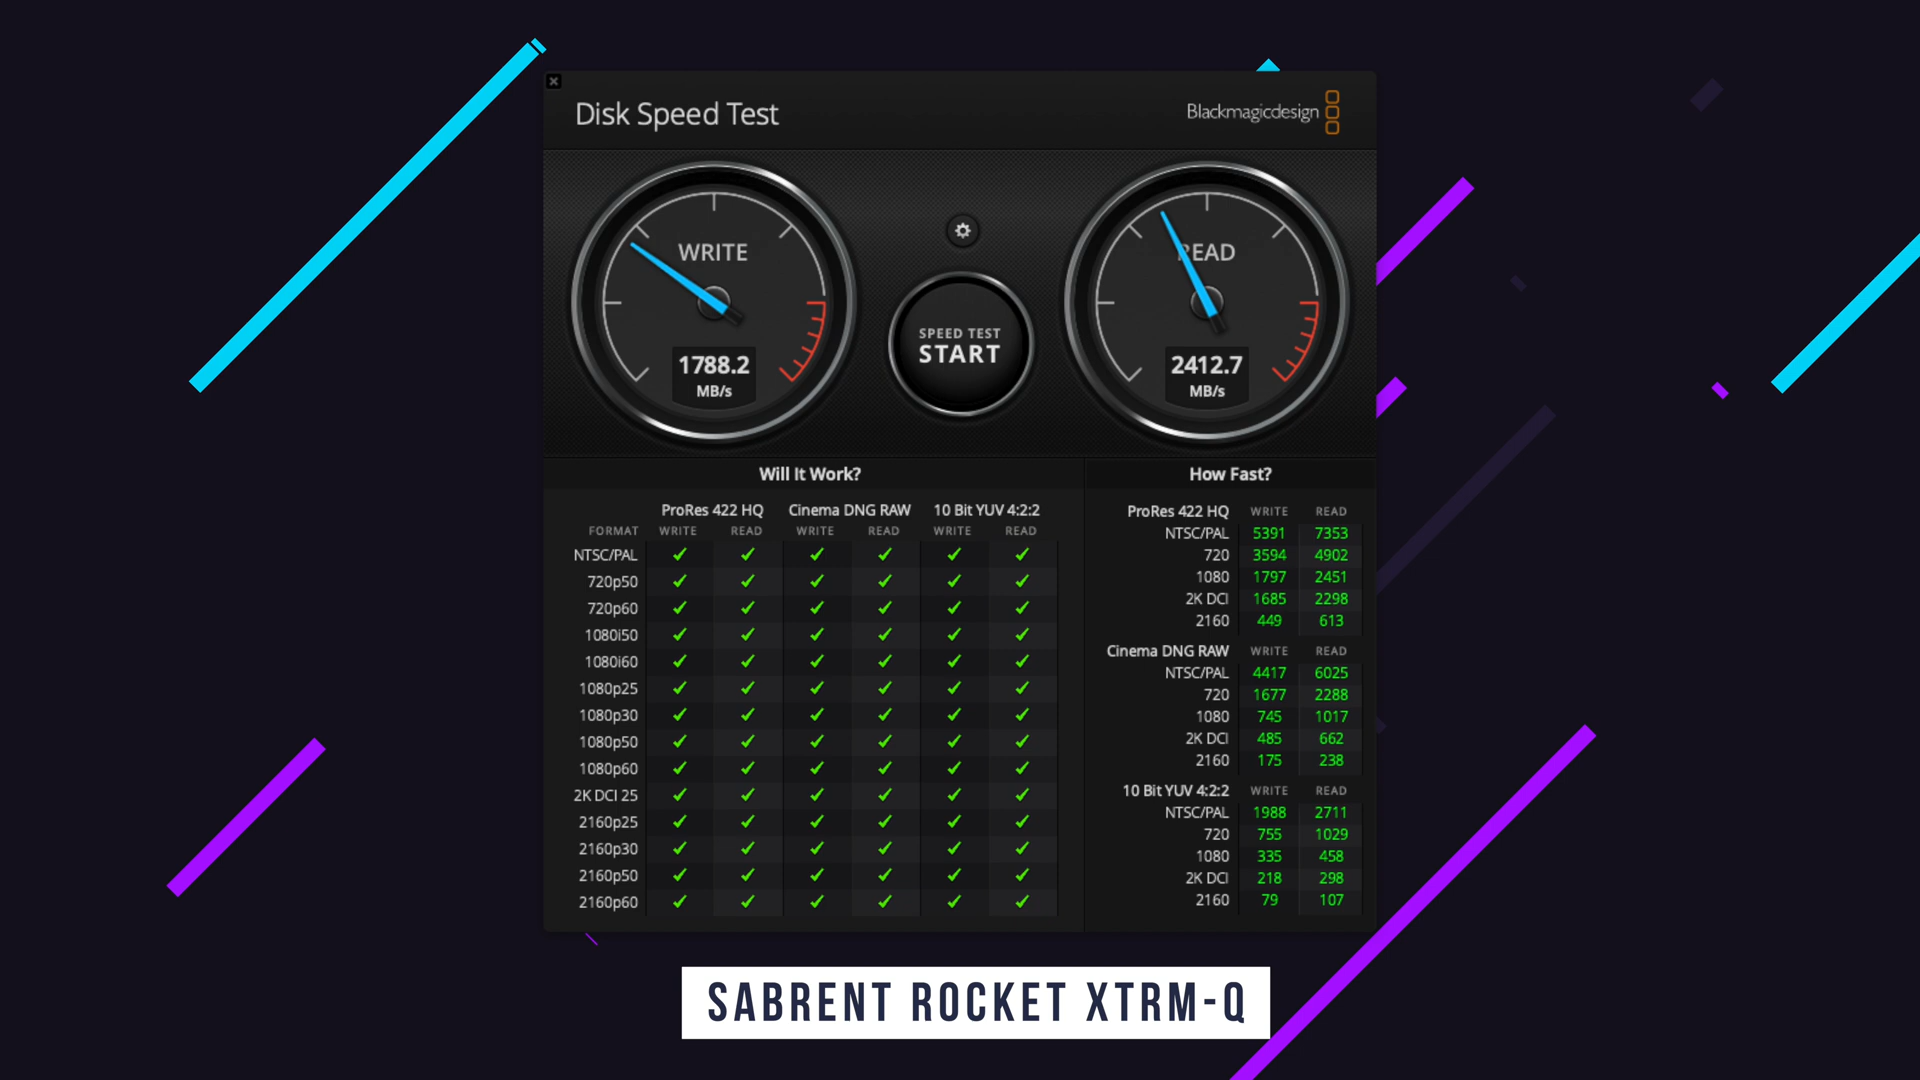 Disk Speed Test
Blackmagicdesign
WRITE
1788.2
MB/s
SPEED TEST
START
READ
2412.7
MB/s
Will It Work?
ProRes 422 HQ Cinema DNG RAW 10 Bit YUV 4:2:2
FORMAT WRITE READ WRITE READ WRITE READ
NTSC/PAL ✓ ✓ ✓ ✓ ✓ ✓
720p50 ✓ ✓ ✓ ✓ ✓ ✓
720p60 ✓ ✓ ✓ ✓ ✓ ✓
1080i50 ✓ ✓ ✓ ✓ ✓ ✓
1080i60 ✓ ✓ ✓ ✓ ✓ ✓
1080p25 ✓ ✓ ✓ ✓ ✓ ✓
1080p30 ✓ ✓ ✓ ✓ ✓ ✓
1080p50 ✓ ✓ ✓ ✓ ✓ ✓
1080p60 ✓ ✓ ✓ ✓ ✓ ✓
2K DCI 25 ✓ ✓ ✓ ✓ ✓ ✓
2160p25 ✓ ✓ ✓ ✓ ✓ ✓
2160p30 ✓ ✓ ✓ ✓ ✓ ✓
2160p50 ✓ ✓ ✓ ✓ ✓ ✓
2160p60 ✓ ✓ ✓ ✓ ✓ ✓
How Fast?
ProRes 422 HQ WRITE READ
NTSC/PAL 5391 7353
720 3594 4902
1080 1797 2451
2K DCI 1685 2298
2160 449 613
Cinema DNG RAW WRITE READ
NTSC/PAL 4417 6025
720 1677 2288
1080 745 1017
2K DCI 485 662
2160 175 238
10 Bit YUV 4:2:2 WRITE READ
NTSC/PAL 1988 2711
720 755 1029
1080 335 458
2K DCI 218 298
2160 79 107
SABRENT ROCKET XTRM-Q